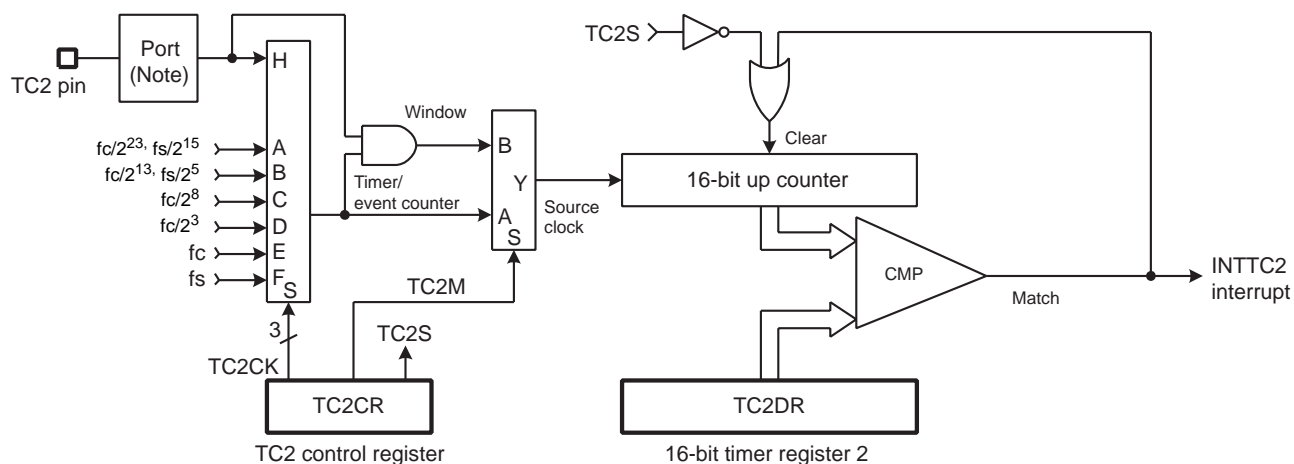 TC2 pin
Port
(Note)
H
fc/2^23, fs/2^15
A
fc/2^13, fs/2^5
B
fc/2^8
C
fc/2^3
D
fc
E
fs
F
S
3
TC2CK
TC2M
TC2S
TC2CR
TC2 control register
Window
Timer/
event counter
B
Y
A
S
Source
clock
TC2S
Clear
16-bit up counter
CMP
Match
INTTC2
interrupt
TC2DR
16-bit timer register 2